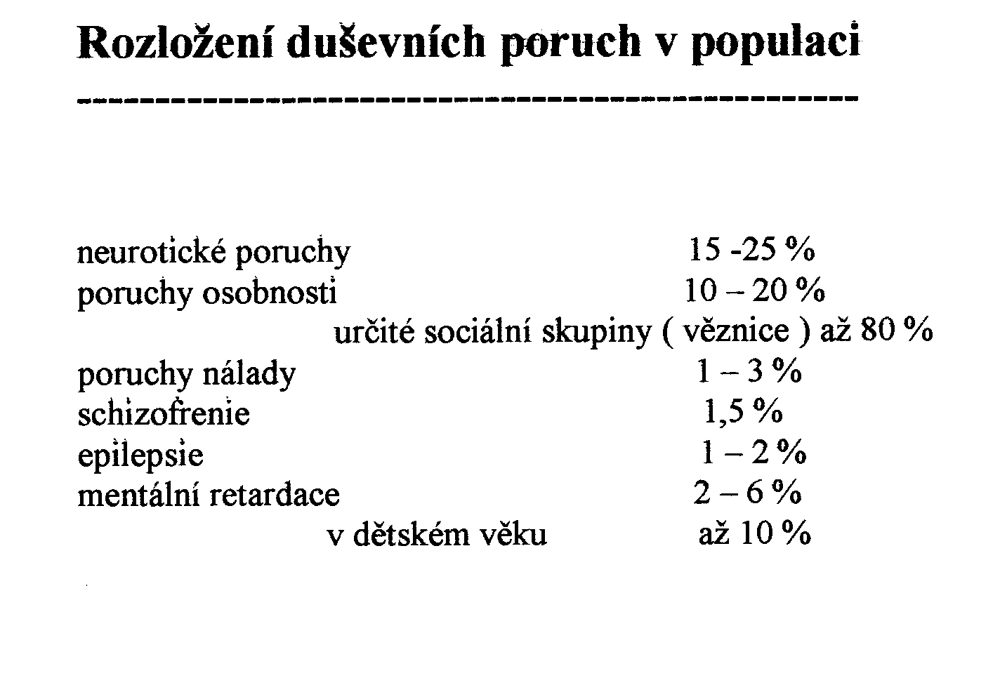 Rozložení duševních poruch v populaci
--------------------------------------------------
neurotické poruchy 15 -25 %
poruchy osobnosti 10 – 20 %
určité sociální skupiny ( věznice ) až 80 %
poruchy nálady 1 – 3 %
schizofrenie 1,5 %
epilepsie 1 – 2 %
mentální retardace 2 – 6 %
v dětském věku až 10 %